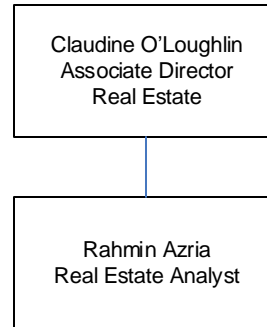 Claudine O’Loughlin
Associate Director
Real Estate
Rahmin Azria
Real Estate Analyst